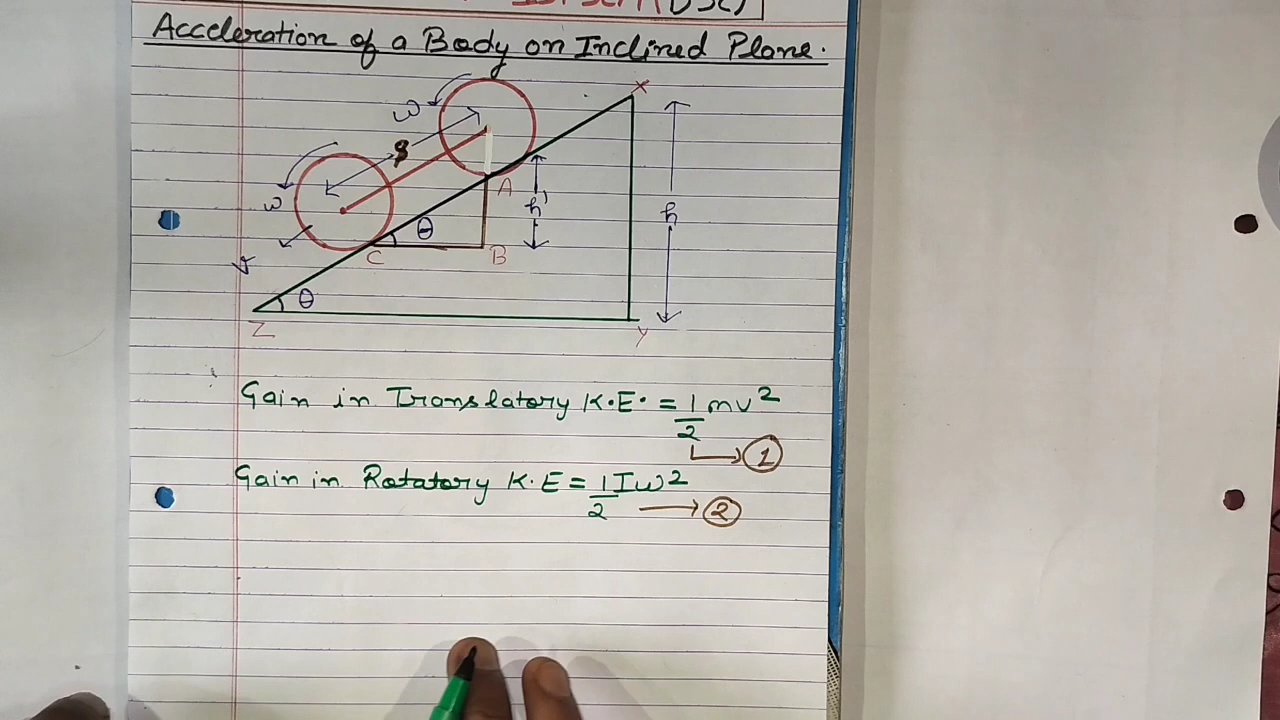 Acceleration of a Body on Inclined Plane.
X
ω
S
A
h'
h
ω
θ
C
B
v
θ
Z
Y
Gain in Translatory K.E. = 1/2 mv²
→ ①
Gain in Rotatory K.E = 1/2 Iω²
→ ②